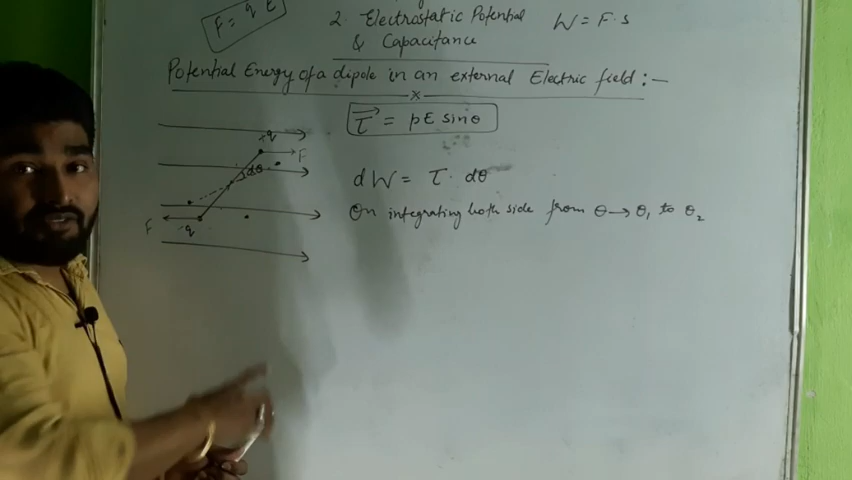 F = q E
2. Electrostatic Potential
& Capacitance
W = F · s
Potential Energy of a dipole in an external Electric field :—
x
τ⃗ = pE sinθ
+q
F
dθ
dW = τ · dθ
On integrating both side from θ → θ₁ to θ₂
F
-q